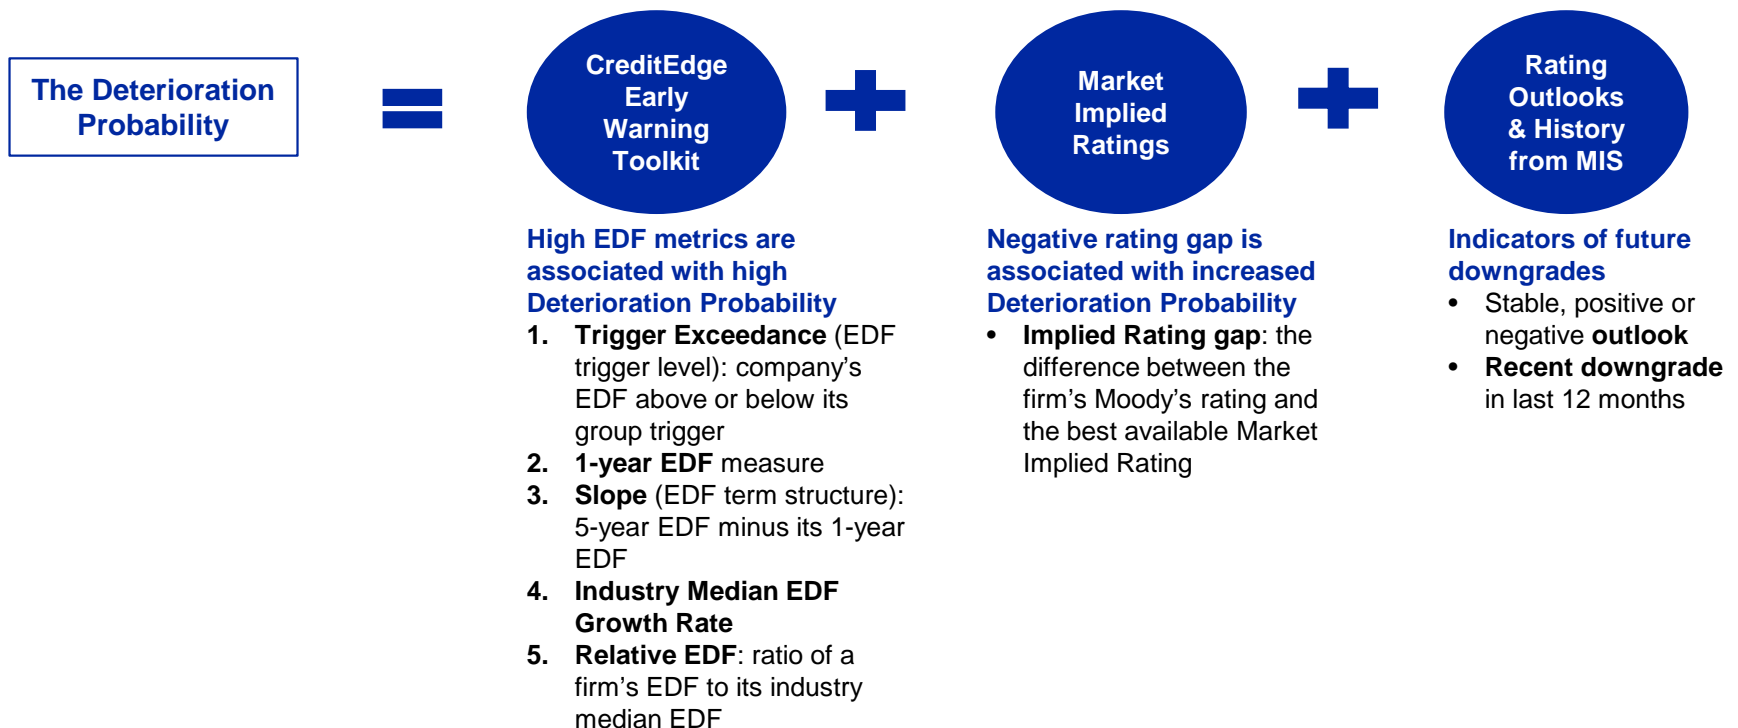 The Deterioration
Probability
CreditEdge
Early
Warning
Toolkit
Market
Implied
Ratings
Rating
Outlooks
& History
from MIS
High EDF metrics are
associated with high
Deterioration Probability
1. Trigger Exceedance (EDF
trigger level): company’s
EDF above or below its
group trigger
2. 1-year EDF measure
3. Slope (EDF term structure):
5-year EDF minus its 1-year
EDF
4. Industry Median EDF
Growth Rate
5. Relative EDF: ratio of a
firm’s EDF to its industry
median EDF
Negative rating gap is
associated with increased
Deterioration Probability
• Implied Rating gap: the
difference between the
firm’s Moody’s rating and
the best available Market
Implied Rating
Indicators of future
downgrades
• Stable, positive or
negative outlook
• Recent downgrade
in last 12 months